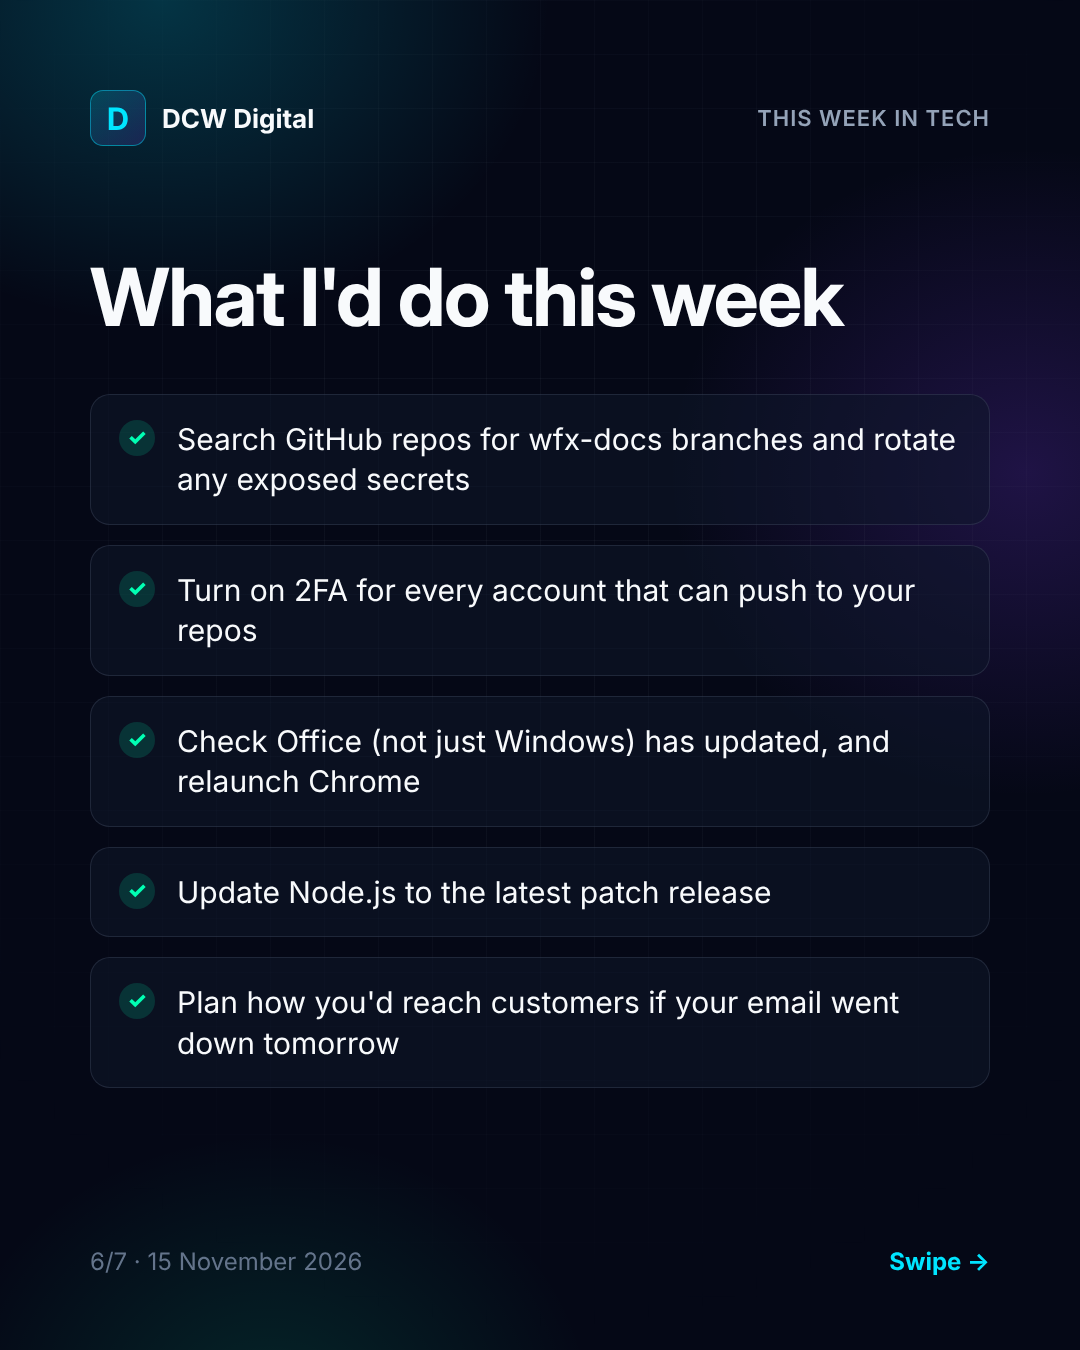 D
DCW Digital
THIS WEEK IN TECH
What I'd do this week
Search GitHub repos for wfx-docs branches and rotate
any exposed secrets
Turn on 2FA for every account that can push to your
repos
Check Office (not just Windows) has updated, and
relaunch Chrome
Update Node.js to the latest patch release
Plan how you'd reach customers if your email went
down tomorrow
6/7 · 15 November 2026
Swipe →